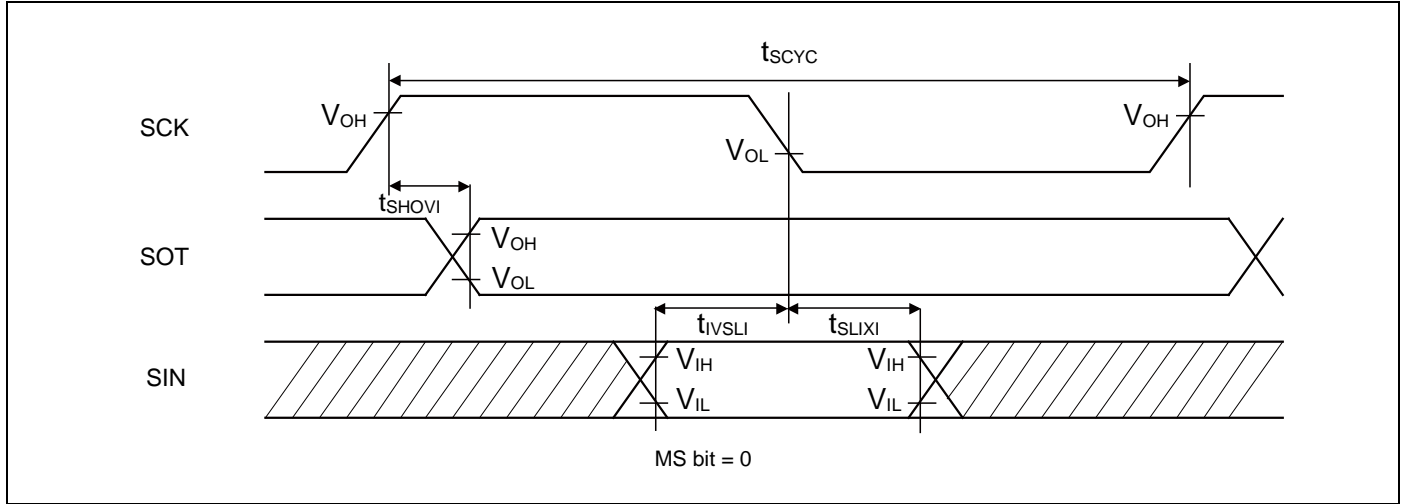 tSCYC
SCK
VOH
VOH
VOL
tSHOVI
SOT
VOH
VOL
tIVSLI
tSLIXI
SIN
VIH
VIH
VIL
VIL
MS bit = 0